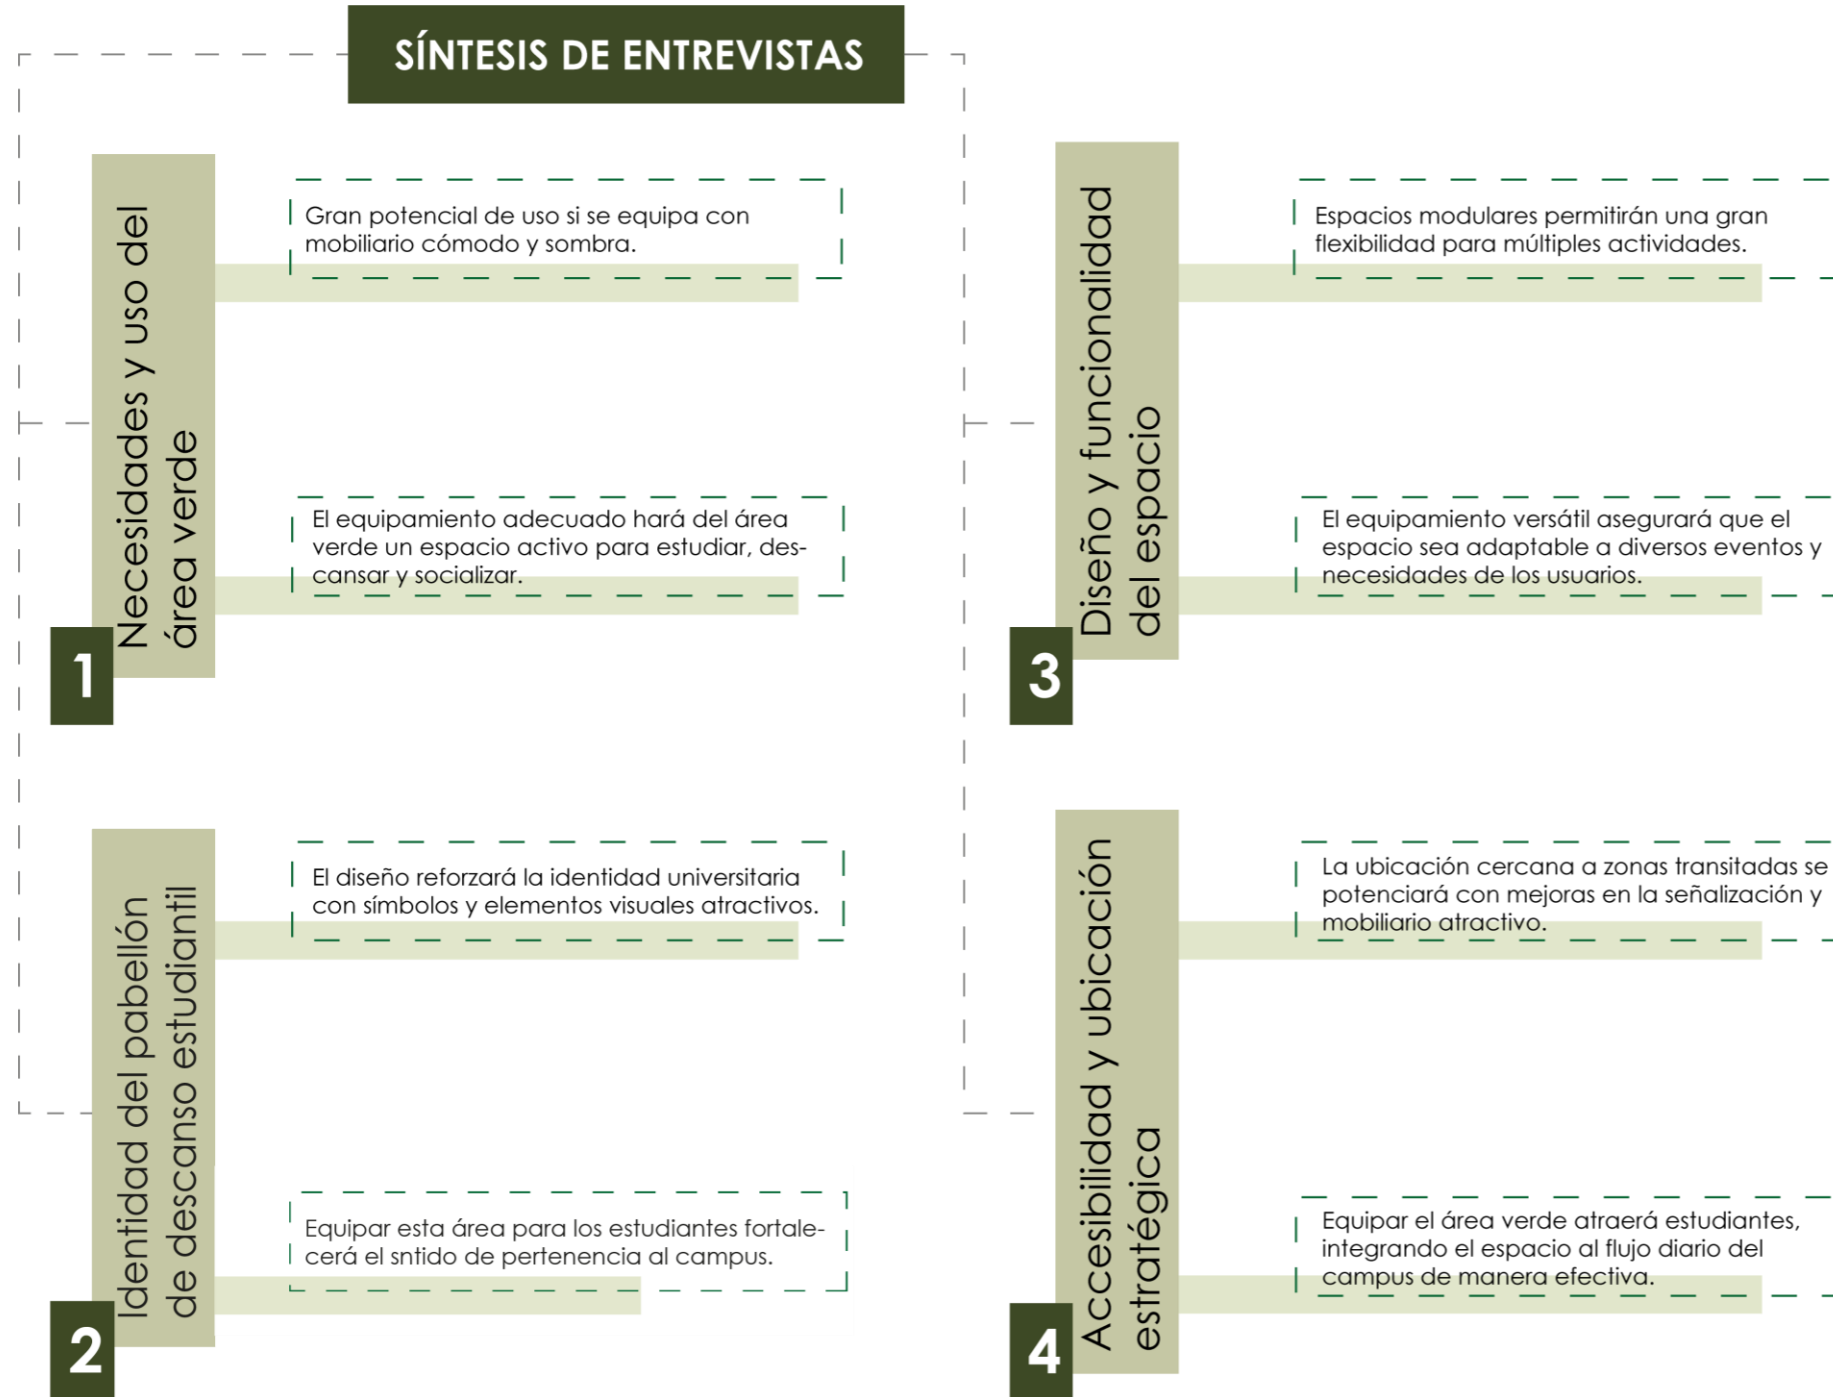 SÍNTESIS DE ENTREVISTAS
1
Necesidades y uso del
área verde
Gran potencial de uso si se equipa con
mobiliario cómodo y sombra.
El equipamiento adecuado hará del área
verde un espacio activo para estudiar, des-
cansar y socializar.
2
Identidad del pabellón
de descanso estudiantil
El diseño reforzará la identidad universitaria
con símbolos y elementos visuales atractivos.
Equipar esta área para los estudiantes fortale-
cerá el sntido de pertenencia al campus.
3
Diseño y funcionalidad
del espacio
Espacios modulares permitirán una gran
flexibilidad para múltiples actividades.
El equipamiento versátil asegurará que el
espacio sea adaptable a diversos eventos y
necesidades de los usuarios.
4
Accesibilidad y ubicación
estratégica
La ubicación cercana a zonas transitadas se
potenciará con mejoras en la señalización y
mobiliario atractivo.
Equipar el área verde atraerá estudiantes,
integrando el espacio al flujo diario del
campus de manera efectiva.